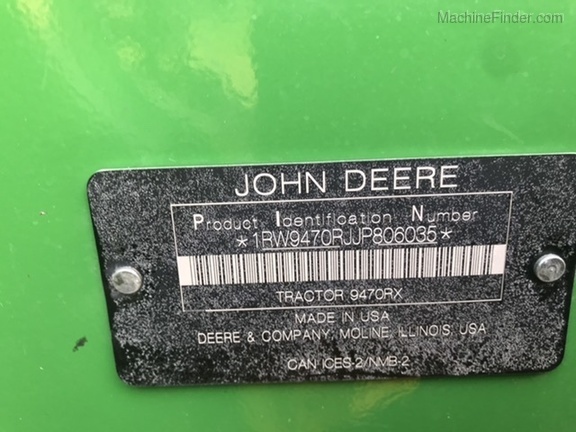 MachineFinder.com
JOHN DEERE
Product Identification Number
*1RW9470RJJP806035*
TRACTOR 9470RX
MADE IN USA
DEERE & COMPANY, MOLINE, ILLINOIS, USA
CAN ICES-2/NMB-2